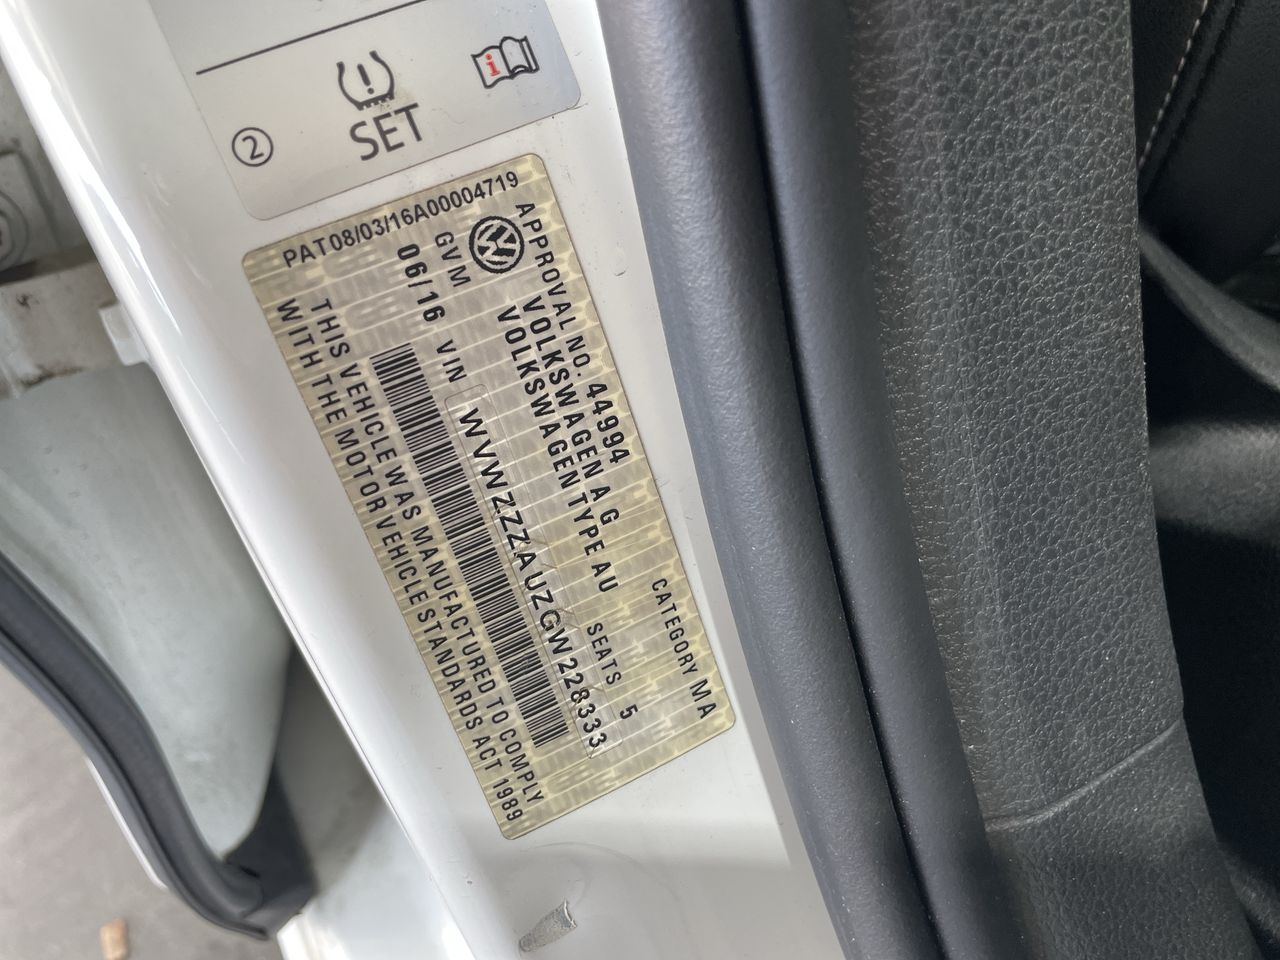 ②
SET
i
PAT08/03/16A00004719
APPROVAL NO. 44994 CATEGORY MA
VOLKSWAGEN A G
VOLKSWAGEN TYPE AU SEATS 5
GVM
06/16 VIN WVWZZZAUZGW228333
THIS VEHICLE WAS MANUFACTURED TO COMPLY
WITH THE MOTOR VEHICLE STANDARDS ACT 1989